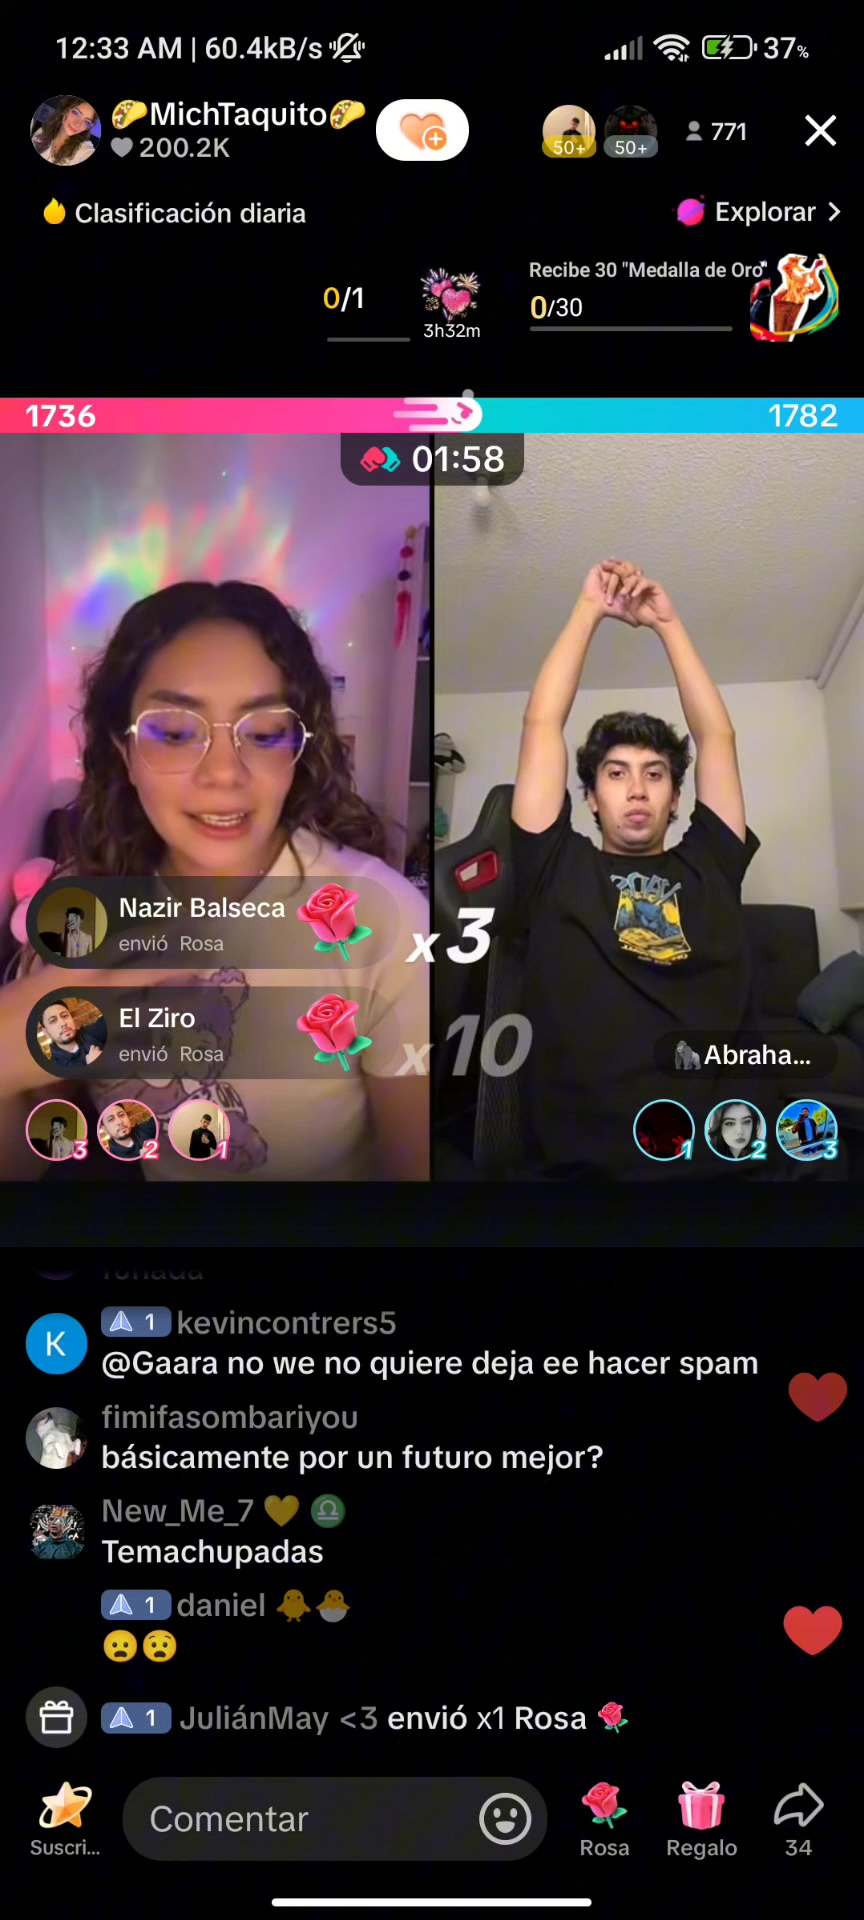 12:33 AM | 60.4kB/s
37%
🌮MichTaquito🌮
200.2K
50+
50+
771
Clasificación diaria
Explorar >
0/1
3h32m
Recibe 30 "Medalla de Oro"
0/30
1736
1782
01:58
Nazir Balseca
envió Rosa
x3
El Ziro
envió Rosa
x10
🦍Abraha...
3
2
1
1
2
3
K
1 kevincontrers5
@Gaara no we no quiere deja ee hacer spam
fimifasombariyou
básicamente por un futuro mejor?
New_Me_7 💛 ♎
Temachupadas
1 daniel 🐥🐣
😦😧
1 JuliánMay <3 envió x1 Rosa
Suscri...
Comentar
Rosa
Regalo
34